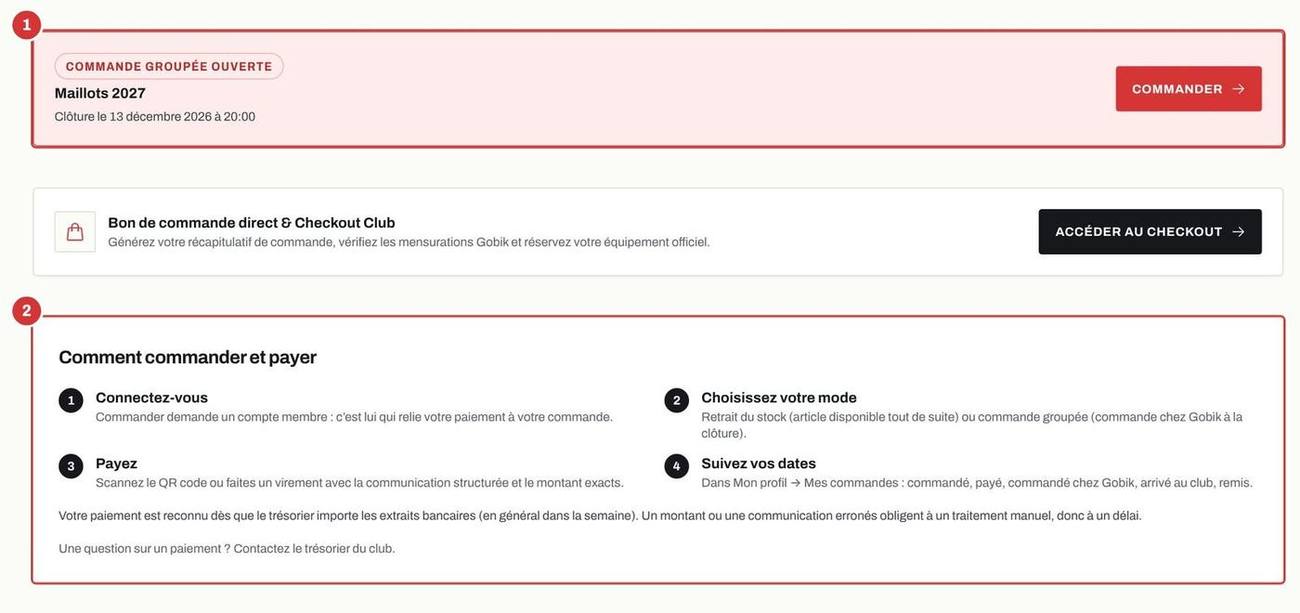 1
COMMANDE GROUPÉE OUVERTE
Maillots 2027
Clôture le 13 décembre 2026 à 20:00
COMMANDER →
Bon de commande direct & Checkout Club
Générez votre récapitulatif de commande, vérifiez les mensurations Gobik et réservez votre équipement officiel.
ACCÉDER AU CHECKOUT →
2
Comment commander et payer
1 Connectez-vous
Commander demande un compte membre : c'est lui qui relie votre paiement à votre commande.
2 Choisissez votre mode
Retrait du stock (article disponible tout de suite) ou commande groupée (commande chez Gobik à la
clôture).
3 Payez
Scannez le QR code ou faites un virement avec la communication structurée et le montant exacts.
4 Suivez vos dates
Dans Mon profil → Mes commandes : commandé, payé, commandé chez Gobik, arrivé au club, remis.
Votre paiement est reconnu dès que le trésorier importe les extraits bancaires (en général dans la semaine). Un montant ou une communication erronés obligent à un traitement manuel, donc à un délai.
Une question sur un paiement ? Contactez le trésorier du club.